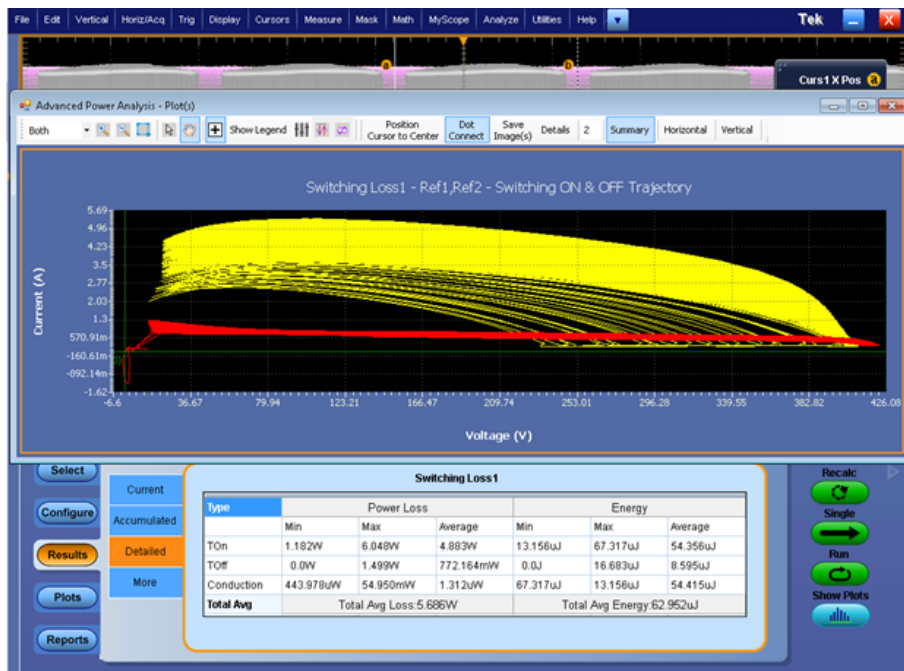 File Edit Vertical Horiz/Acq Trig Display Cursors Measure Mask Math MyScope Analyze Utilities Help Tek X
a b
Curs1 X Pos a
Advanced Power Analysis - Plot(s)
Both Show Legend Position Cursor to Center Dot Connect Save Image(s) Details 2 Summary Horizontal Vertical
Switching Loss1 - Ref1,Ref2 - Switching ON & OFF Trajectory
Current (A)
5.69
4.96
4.23
3.5
2.77
2.03
1.3
570.91m
-160.61m
-892.14m
-1.62
-6.6 36.67 79.94 123.21 166.47 209.74 253.01 296.28 339.55 382.82 426.08
Voltage (V)
Select
Configure
Results
Plots
Reports
Current
Accumulated
Detailed
More
Switching Loss1
Type Power Loss Energy
Min Max Average Min Max Average
TOn 1.182W 6.048W 4.883W 13.156uJ 67.317uJ 54.356uJ
TOff 0.0W 1.499W 772.164mW 0.0J 16.683uJ 8.595uJ
Conduction 443.978uW 54.950mW 1.312uW 67.317uJ 13.156uJ 54.415uJ
Total Avg Total Avg Loss:5.686W Total Avg Energy:62.952uJ
Recalc
Single
Run
Show Plots